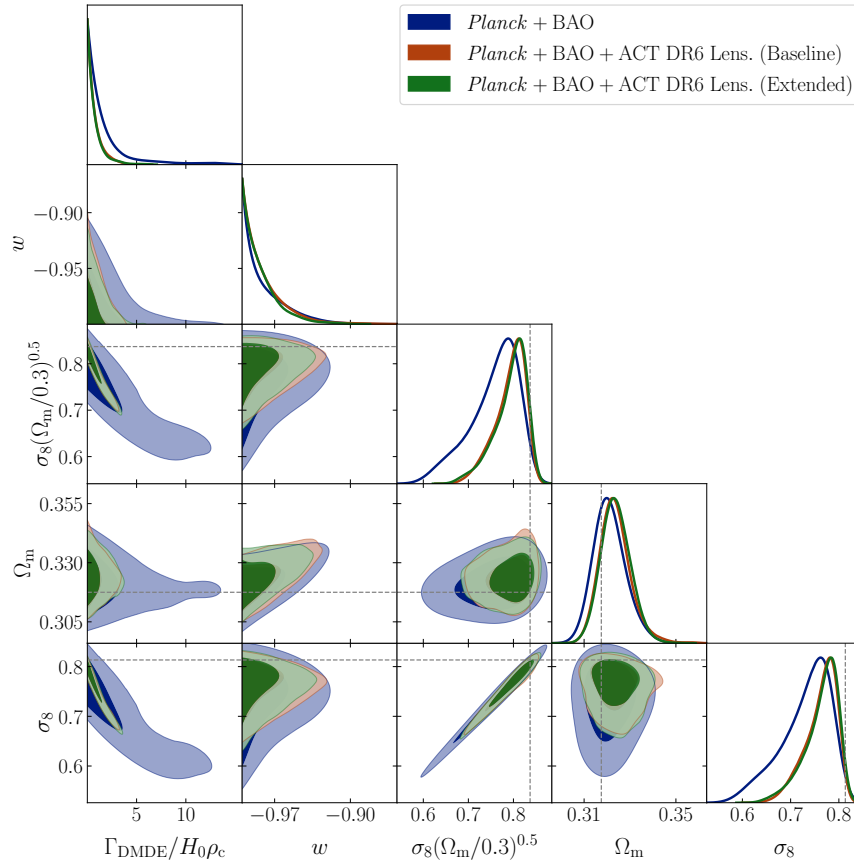 Planck + BAO
Planck + BAO + ACT DR6 Lens. (Baseline)
Planck + BAO + ACT DR6 Lens. (Extended)
w
−0.90
−0.95
σ₈(Ωₘ/0.3)⁰·⁵
0.8
0.7
0.6
Ωₘ
0.355
0.330
0.305
σ₈
0.8
0.7
0.6
5 10
−0.97 −0.90
0.6 0.7 0.8
0.31 0.35
0.6 0.7 0.8
Γ_DMDE/H₀ρ_c
w
σ₈(Ωₘ/0.3)⁰·⁵
Ωₘ
σ₈